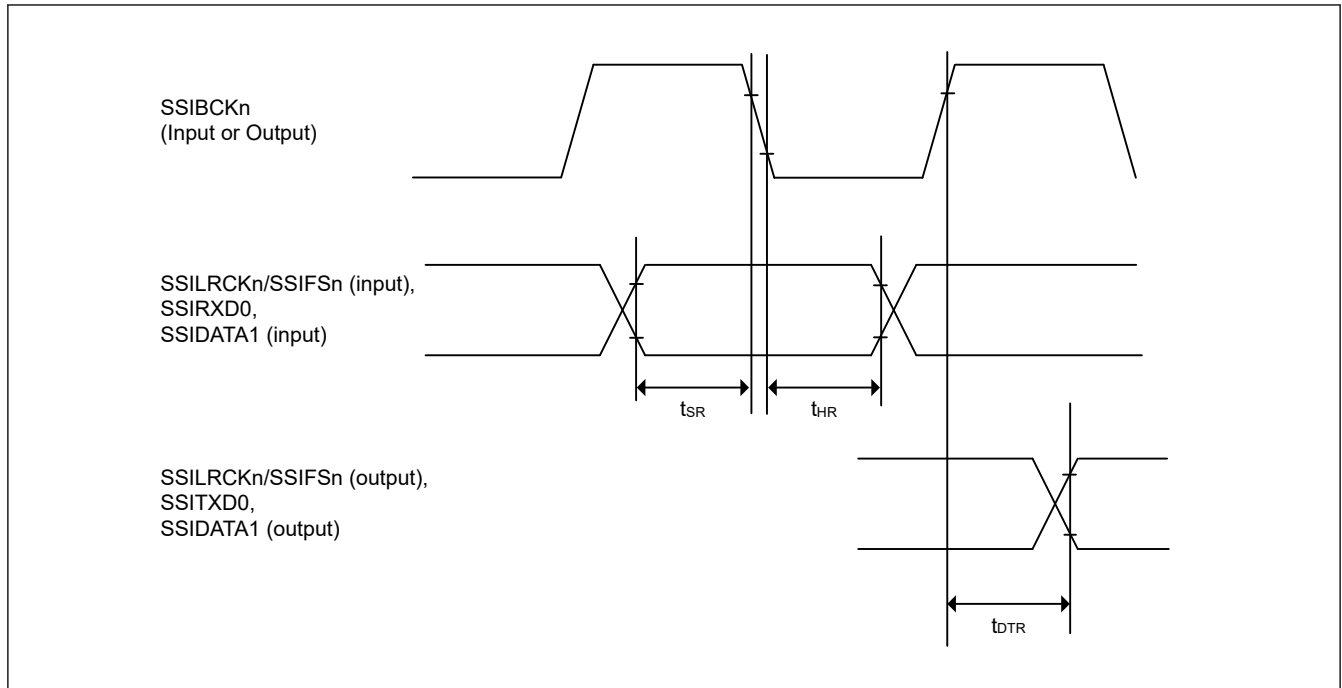 SSIBCKn
(Input or Output)
SSILRCKn/SSIFSn (input),
SSIRXD0,
SSIDATA1 (input)
tSR
tHR
SSILRCKn/SSIFSn (output),
SSITXD0,
SSIDATA1 (output)
tDTR